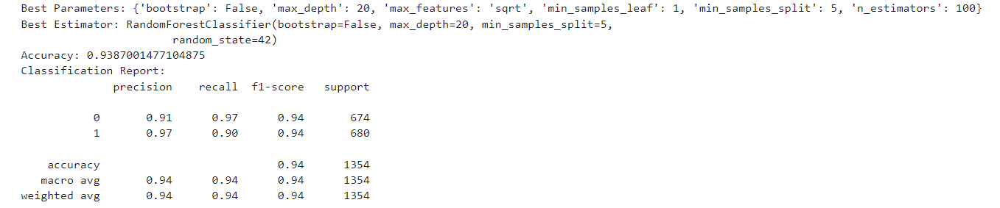 Best Parameters: {'bootstrap': False, 'max_depth': 20, 'max_features': 'sqrt', 'min_samples_leaf': 1, 'min_samples_split': 5, 'n_estimators': 100}
Best Estimator: RandomForestClassifier(bootstrap=False, max_depth=20, min_samples_split=5,
                       random_state=42)
Accuracy: 0.9387001477104875
Classification Report:
              precision    recall  f1-score   support

           0       0.91      0.97      0.94       674
           1       0.97      0.90      0.94       680

    accuracy                           0.94      1354
   macro avg       0.94      0.94      0.94      1354
weighted avg       0.94      0.94      0.94      1354